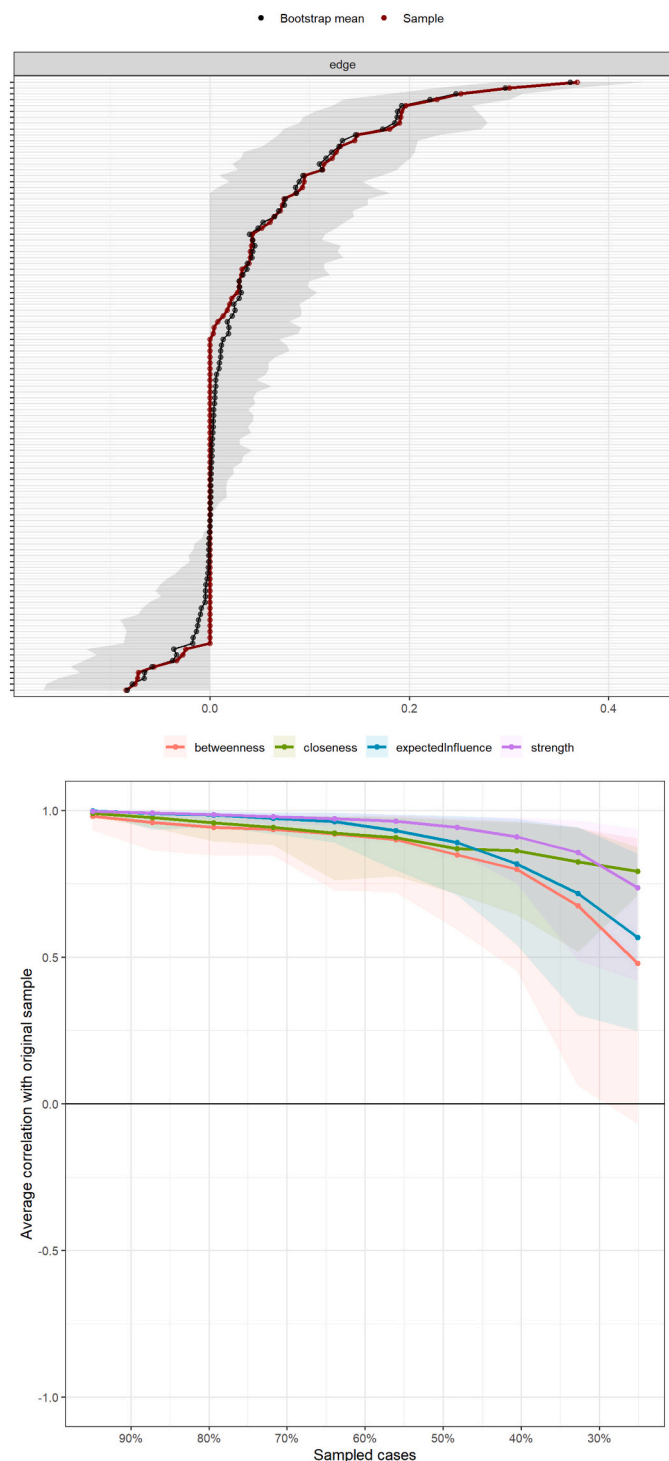 Bootstrap mean Sample
edge
0.0 0.2 0.4
betweenness closeness expectedInfluence strength
1.0
0.5
0.0
-0.5
-1.0
Average correlation with original sample
90% 80% 70% 60% 50% 40% 30%
Sampled cases